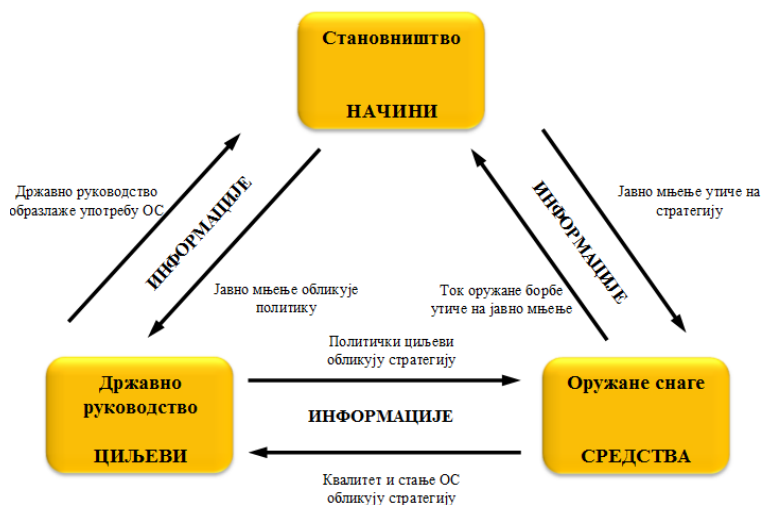 Становништво
НАЧИНИ
Државно руководство
образлаже употребу ОС
ИНФОРМАЦИЈЕ
Јавно мњење обликује
политику
ИНФОРМАЦИЈЕ
Јавно мњење утиче на
стратегију
Ток оружане борбе
утиче на јавно мњење
Државно
руководство
ЦИЉЕВИ
Политички циљеви
обликују стратегију
ИНФОРМАЦИЈЕ
Квалитет и стање ОС
обликују стратегију
Оружане снаге
СРЕДСТВА